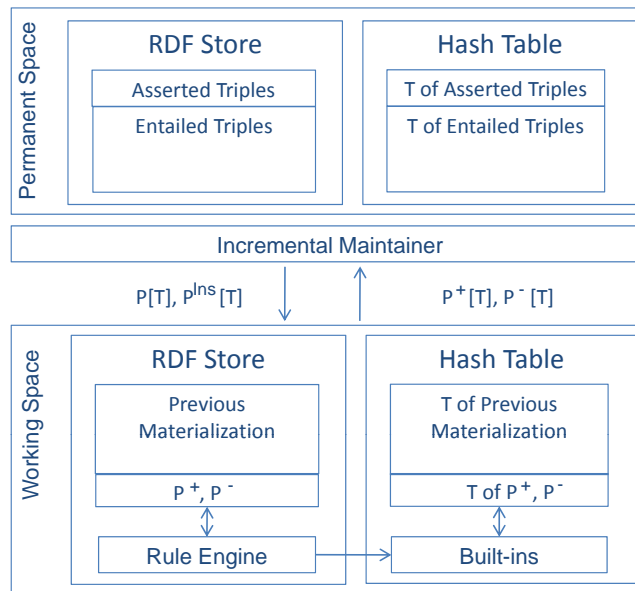 Permanent Space
RDF Store
Asserted Triples
Entailed Triples
Hash Table
T of Asserted Triples
T of Entailed Triples
Incremental Maintainer
P[T], P^Ins [T]
P^+[T], P^- [T]
Working Space
RDF Store
Previous
Materialization
P^+, P^-
Rule Engine
Hash Table
T of Previous
Materialization
T of P^+, P^-
Built-ins